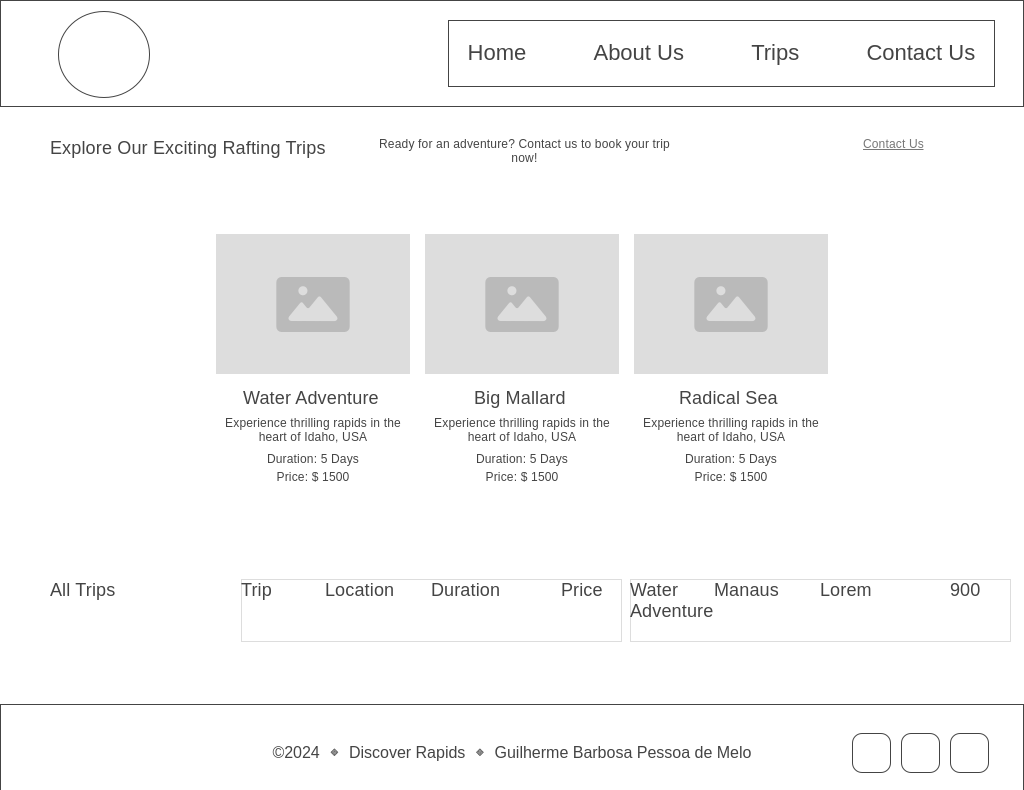 Home About Us Trips Contact Us
Explore Our Exciting Rafting Trips
Ready for an adventure? Contact us to book your trip
now!
Contact Us
Water Adventure
Experience thrilling rapids in the
heart of Idaho, USA
Duration: 5 Days
Price: $ 1500
Big Mallard
Experience thrilling rapids in the
heart of Idaho, USA
Duration: 5 Days
Price: $ 1500
Radical Sea
Experience thrilling rapids in the
heart of Idaho, USA
Duration: 5 Days
Price: $ 1500
All Trips
Trip Location Duration Price
Water Manaus Lorem 900
Adventure
©2024 ❖ Discover Rapids ❖ Guilherme Barbosa Pessoa de Melo